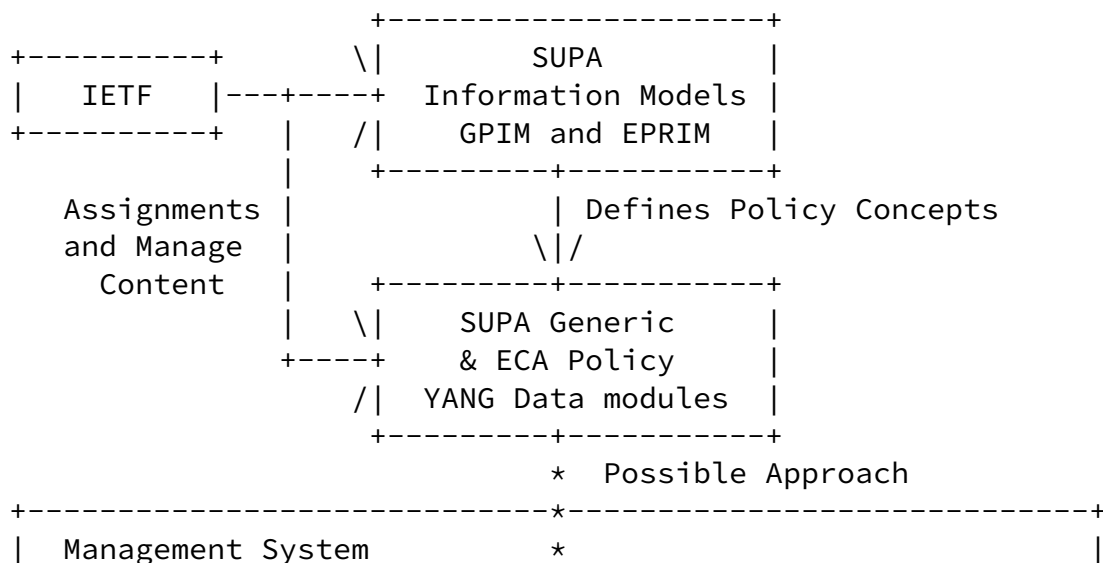 SUPA
IETF
Information Models
GPIM and EPRIM
Assignments
and Manage
Content
Defines Policy Concepts
SUPA Generic
& ECA Policy
YANG Data modules
Possible Approach
Management System